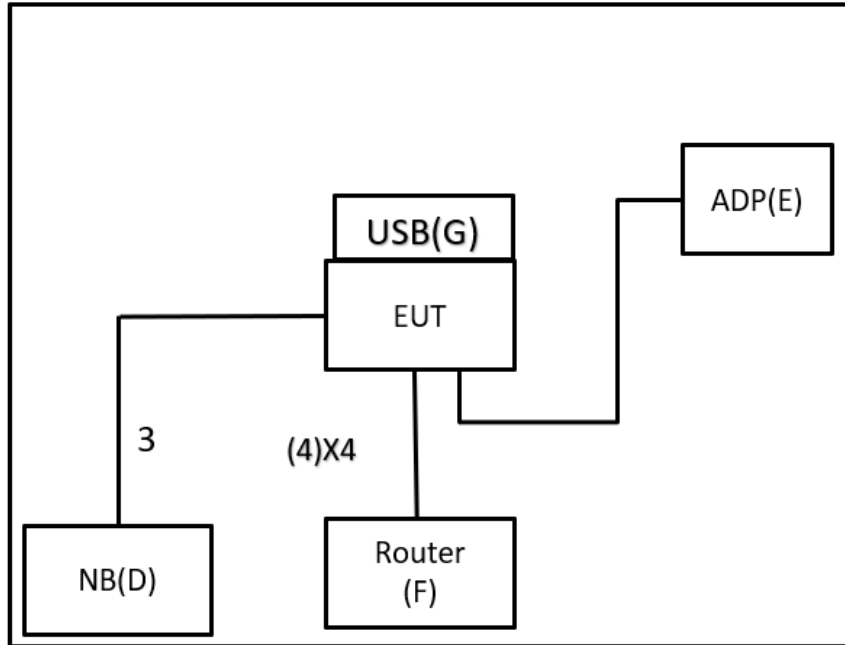 ADP(E)
USB(G)
EUT
3
(4)X4
NB(D)
Router
(F)